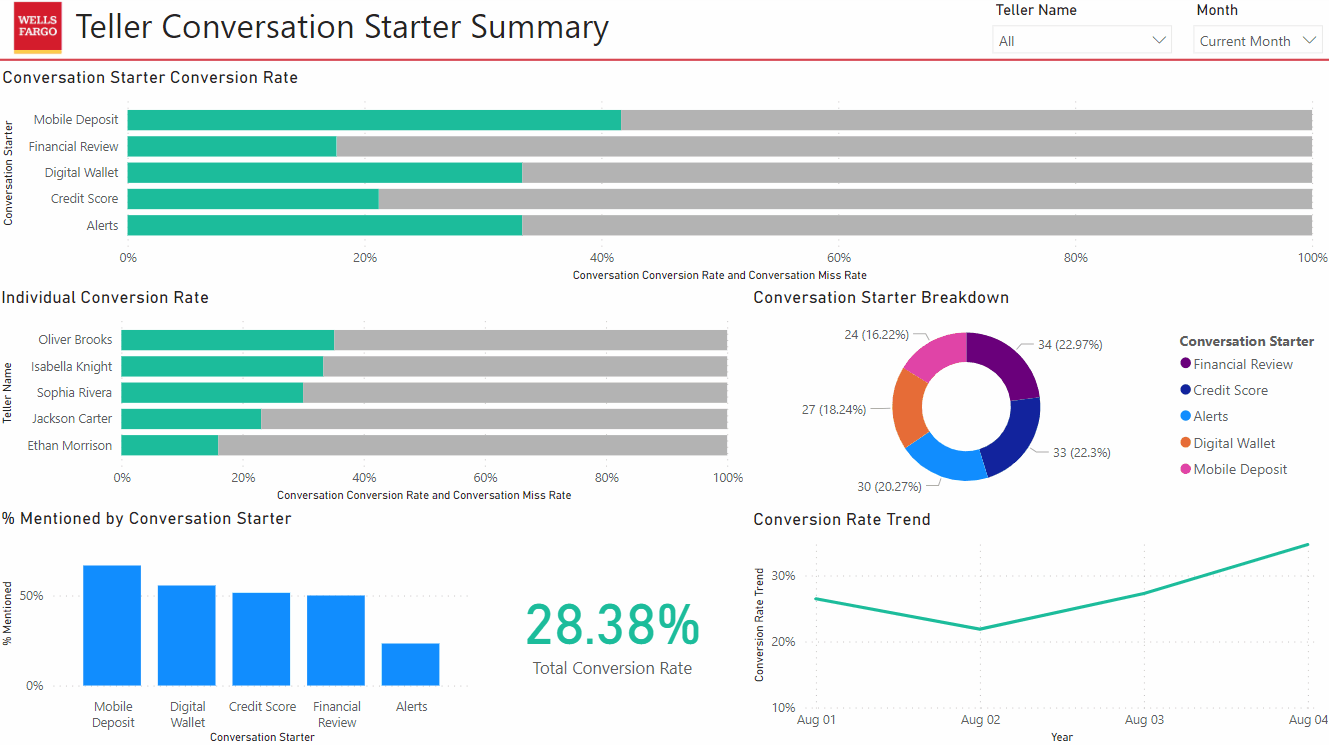 WELLS
FARGO
Teller Conversation Starter Summary
Teller Name
All
Month
Current Month
Conversation Starter Conversion Rate
Conversation Starter
Mobile Deposit
Financial Review
Digital Wallet
Credit Score
Alerts
0% 20% 40% 60% 80% 100%
Conversation Conversion Rate and Conversation Miss Rate
Individual Conversion Rate
Teller Name
Oliver Brooks
Isabella Knight
Sophia Rivera
Jackson Carter
Ethan Morrison
0% 20% 40% 60% 80% 100%
Conversation Conversion Rate and Conversation Miss Rate
Conversation Starter Breakdown
24 (16.22%)
34 (22.97%)
27 (18.24%)
33 (22.3%)
30 (20.27%)
Conversation Starter
Financial Review
Credit Score
Alerts
Digital Wallet
Mobile Deposit
% Mentioned by Conversation Starter
% Mentioned
50%
0%
Mobile
Deposit
Digital
Wallet
Credit Score
Financial
Review
Alerts
Conversation Starter
28.38%
Total Conversion Rate
Conversion Rate Trend
Conversion Rate Trend
30%
20%
10%
Aug 01 Aug 02 Aug 03 Aug 04
Year